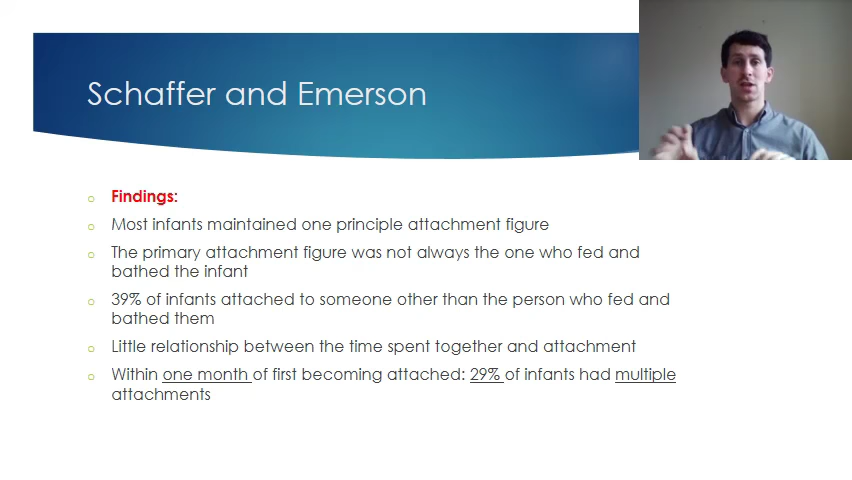 Schaffer and Emerson
Findings:
Most infants maintained one principle attachment figure
The primary attachment figure was not always the one who fed and
bathed the infant
39% of infants attached to someone other than the person who fed and
bathed them
Little relationship between the time spent together and attachment
Within one month of first becoming attached: 29% of infants had multiple
attachments